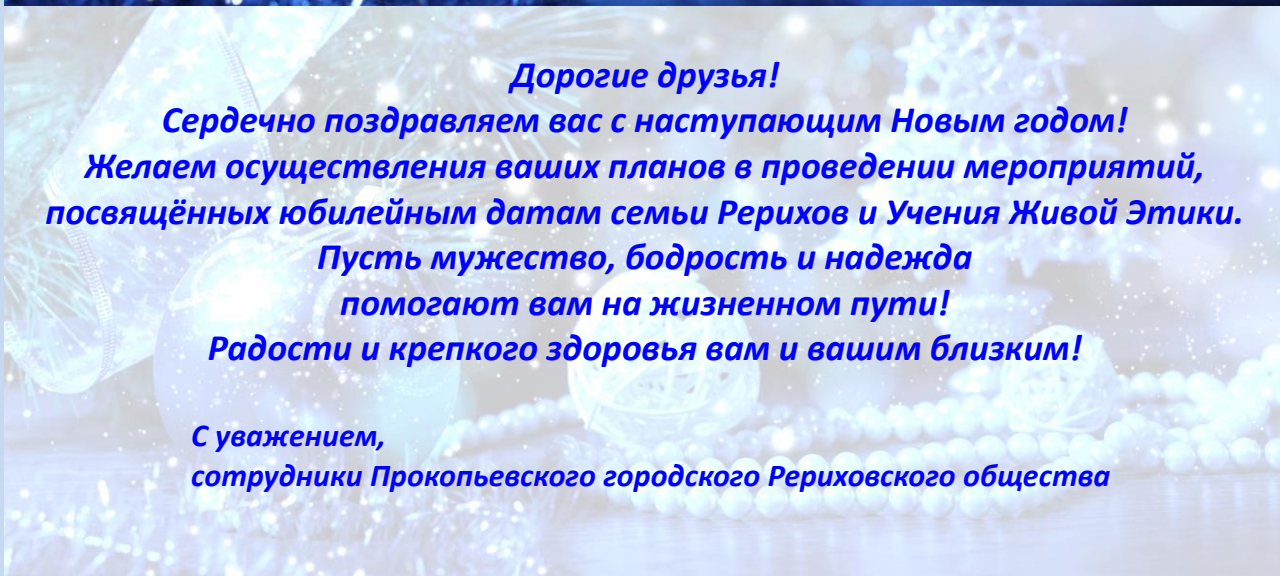 Дорогие друзья!
Сердечно поздравляем вас с наступающим Новым годом!
Желаем осуществления ваших планов в проведении мероприятий,
посвящённых юбилейным датам семьи Рерихов и Учения Живой Этики.
Пусть мужество, бодрость и надежда
помогают вам на жизненном пути!
Радости и крепкого здоровья вам и вашим близким!
С уважением,
сотрудники Прокопьевского городского Рериховского общества